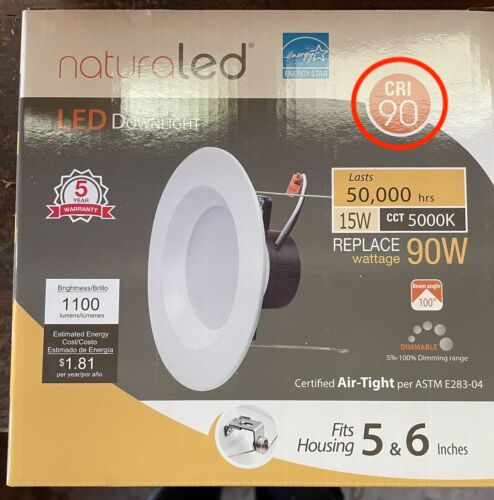 naturaled®
energy
ENERGY STAR
CRI
90
LED DOWNLIGHT
5
YEAR
WARRANTY
Lasts
50,000 hrs
15W CCT 5000K
REPLACE
wattage 90W
Brightness/Brillo
1100
lumens/lúmenes
Estimated Energy
Cost/Costo
Estimado de Energía
$1.81
per year/por año
Beam angle
100°
DIMMABLE
5%-100% Dimming range
Certified Air-Tight per ASTM E283-04
Fits
Housing 5 & 6 Inches